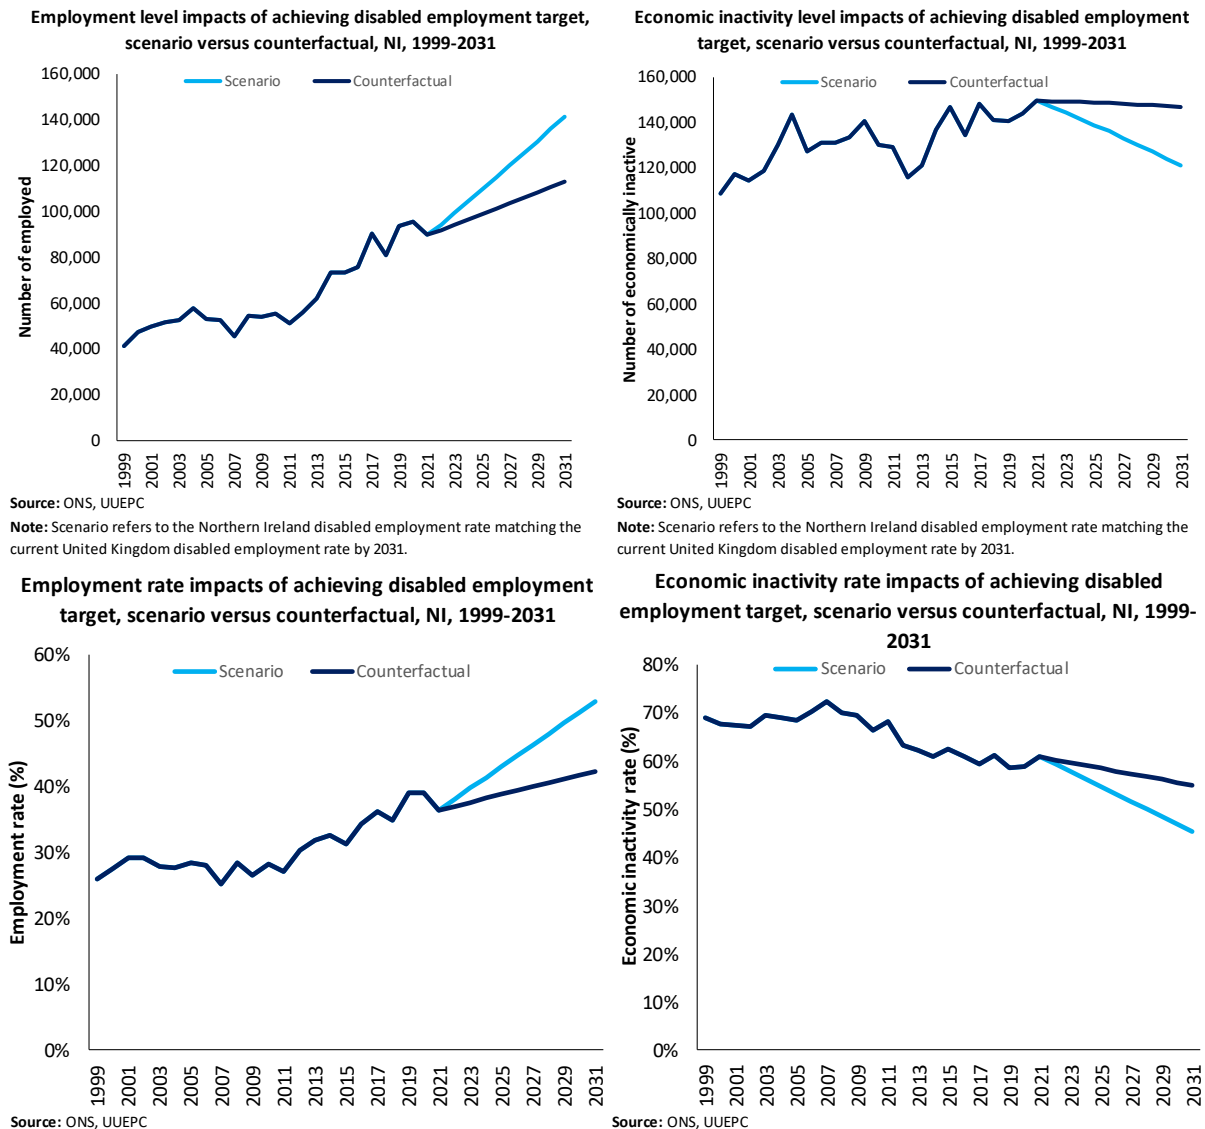 Employment level impacts of achieving disabled employment target,
scenario versus counterfactual, NI, 1999-2031
Scenario Counterfactual
Number of employed
160,000
140,000
120,000
100,000
80,000
60,000
40,000
20,000
0
1999 2001 2003 2005 2007 2009 2011 2013 2015 2017 2019 2021 2023 2025 2027 2029 2031
Source: ONS, UUEPC
Note: Scenario refers to the Northern Ireland disabled employment rate matching the
current United Kingdom disabled employment rate by 2031.
Economic inactivity level impacts of achieving disabled employment
target, scenario versus counterfactual, NI, 1999-2031
Scenario Counterfactual
Number of economically inactive
160,000
140,000
120,000
100,000
80,000
60,000
40,000
20,000
0
1999 2001 2003 2005 2007 2009 2011 2013 2015 2017 2019 2021 2023 2025 2027 2029 2031
Source: ONS, UUEPC
Note: Scenario refers to the Northern Ireland disabled employment rate matching the
current United Kingdom disabled employment rate by 2031.
Employment rate impacts of achieving disabled employment
target, scenario versus counterfactual, NI, 1999-2031
Scenario Counterfactual
Employment rate (%)
60%
50%
40%
30%
20%
10%
0%
1999 2001 2003 2005 2007 2009 2011 2013 2015 2017 2019 2021 2023 2025 2027 2029 2031
Source: ONS, UUEPC
Economic inactivity rate impacts of achieving disabled
employment target, scenario versus counterfactual, NI, 1999-
2031
Scenario Counterfactual
Economic inactivity rate (%)
80%
70%
60%
50%
40%
30%
20%
10%
0%
1999 2001 2003 2005 2007 2009 2011 2013 2015 2017 2019 2021 2023 2025 2027 2029 2031
Source: ONS, UUEPC